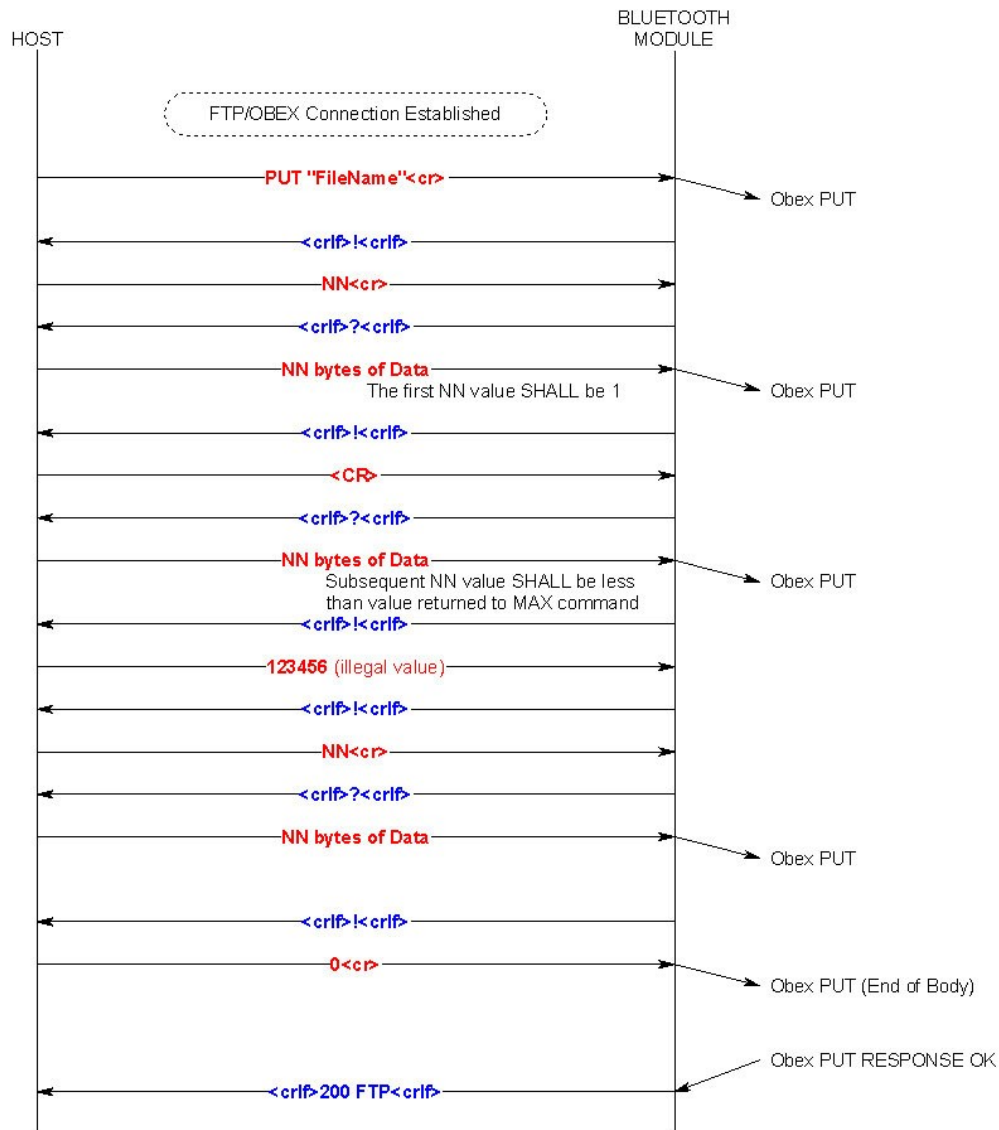 HOST
BLUETOOTH
MODULE
FTP/OBEX Connection Established
PUT "FileName"<cr>
Obex PUT
<crlf>!<crlf>
NN<cr>
<crlf>?<crlf>
NN bytes of Data
The first NN value SHALL be 1
Obex PUT
<crlf>!<crlf>
<CR>
<crlf>?<crlf>
NN bytes of Data
Obex PUT
Subsequent NN value SHALL be less
than value returned to MAX command
<crlf>!<crlf>
123456 (illegal value)
<crlf>!<crlf>
NN<cr>
<crlf>?<crlf>
NN bytes of Data
Obex PUT
<crlf>!<crlf>
0<cr>
Obex PUT (End of Body)
Obex PUT RESPONSE OK
<crlf>200 FTP<crlf>